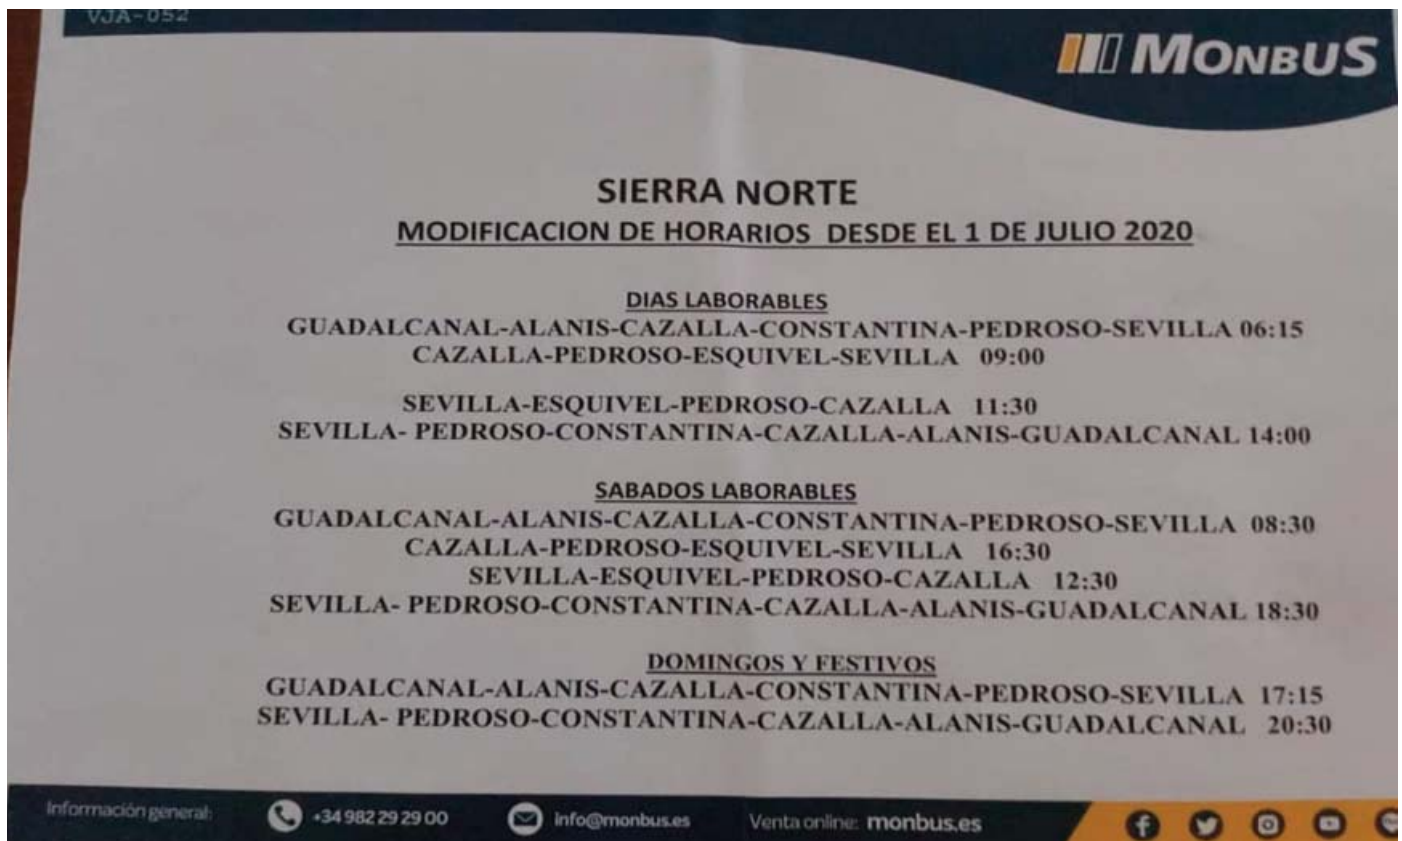 VJA-052
MONBUS
SIERRA NORTE
MODIFICACION DE HORARIOS DESDE EL 1 DE JULIO 2020
DIAS LABORABLES
GUADALCANAL-ALANIS-CAZALLA-CONSTANTINA-PEDROSO-SEVILLA 06:15
CAZALLA-PEDROSO-ESQUIVEL-SEVILLA 09:00
SEVILLA-ESQUIVEL-PEDROSO-CAZALLA 11:30
SEVILLA- PEDROSO-CONSTANTINA-CAZALLA-ALANIS-GUADALCANAL 14:00
SABADOS LABORABLES
GUADALCANAL-ALANIS-CAZALLA-CONSTANTINA-PEDROSO-SEVILLA 08:30
CAZALLA-PEDROSO-ESQUIVEL-SEVILLA 16:30
SEVILLA-ESQUIVEL-PEDROSO-CAZALLA 12:30
SEVILLA- PEDROSO-CONSTANTINA-CAZALLA-ALANIS-GUADALCANAL 18:30
DOMINGOS Y FESTIVOS
GUADALCANAL-ALANIS-CAZALLA-CONSTANTINA-PEDROSO-SEVILLA 17:15
SEVILLA- PEDROSO-CONSTANTINA-CAZALLA-ALANIS-GUADALCANAL 20:30
Información general: +34 982 29 29 00 info@monbus.es Venta online: monbus.es